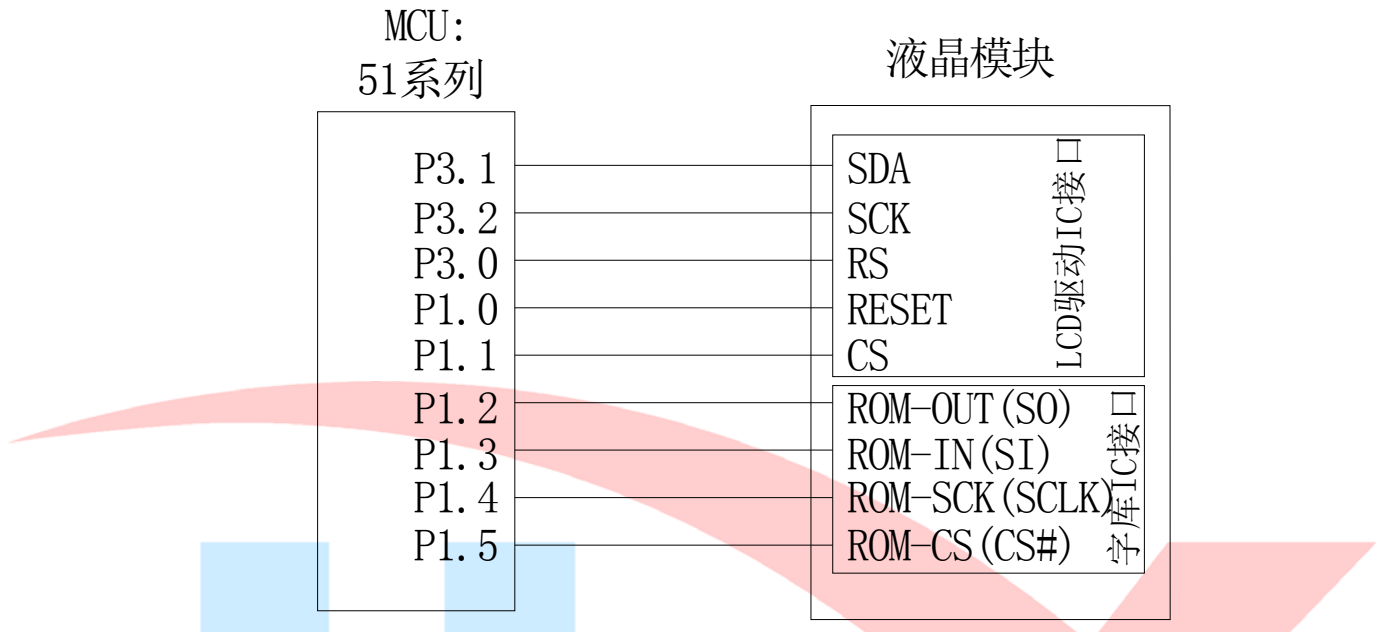 MCU:
51系列
液晶模块
P3.1
P3.2
P3.0
P1.0
P1.1
P1.2
P1.3
P1.4
P1.5
SDA
SCK
RS
RESET
CS
LCD驱动IC接口
ROM-OUT(SO)
ROM-IN(SI)
ROM-SCK(SCLK)
ROM-CS(CS#)
字库IC接口